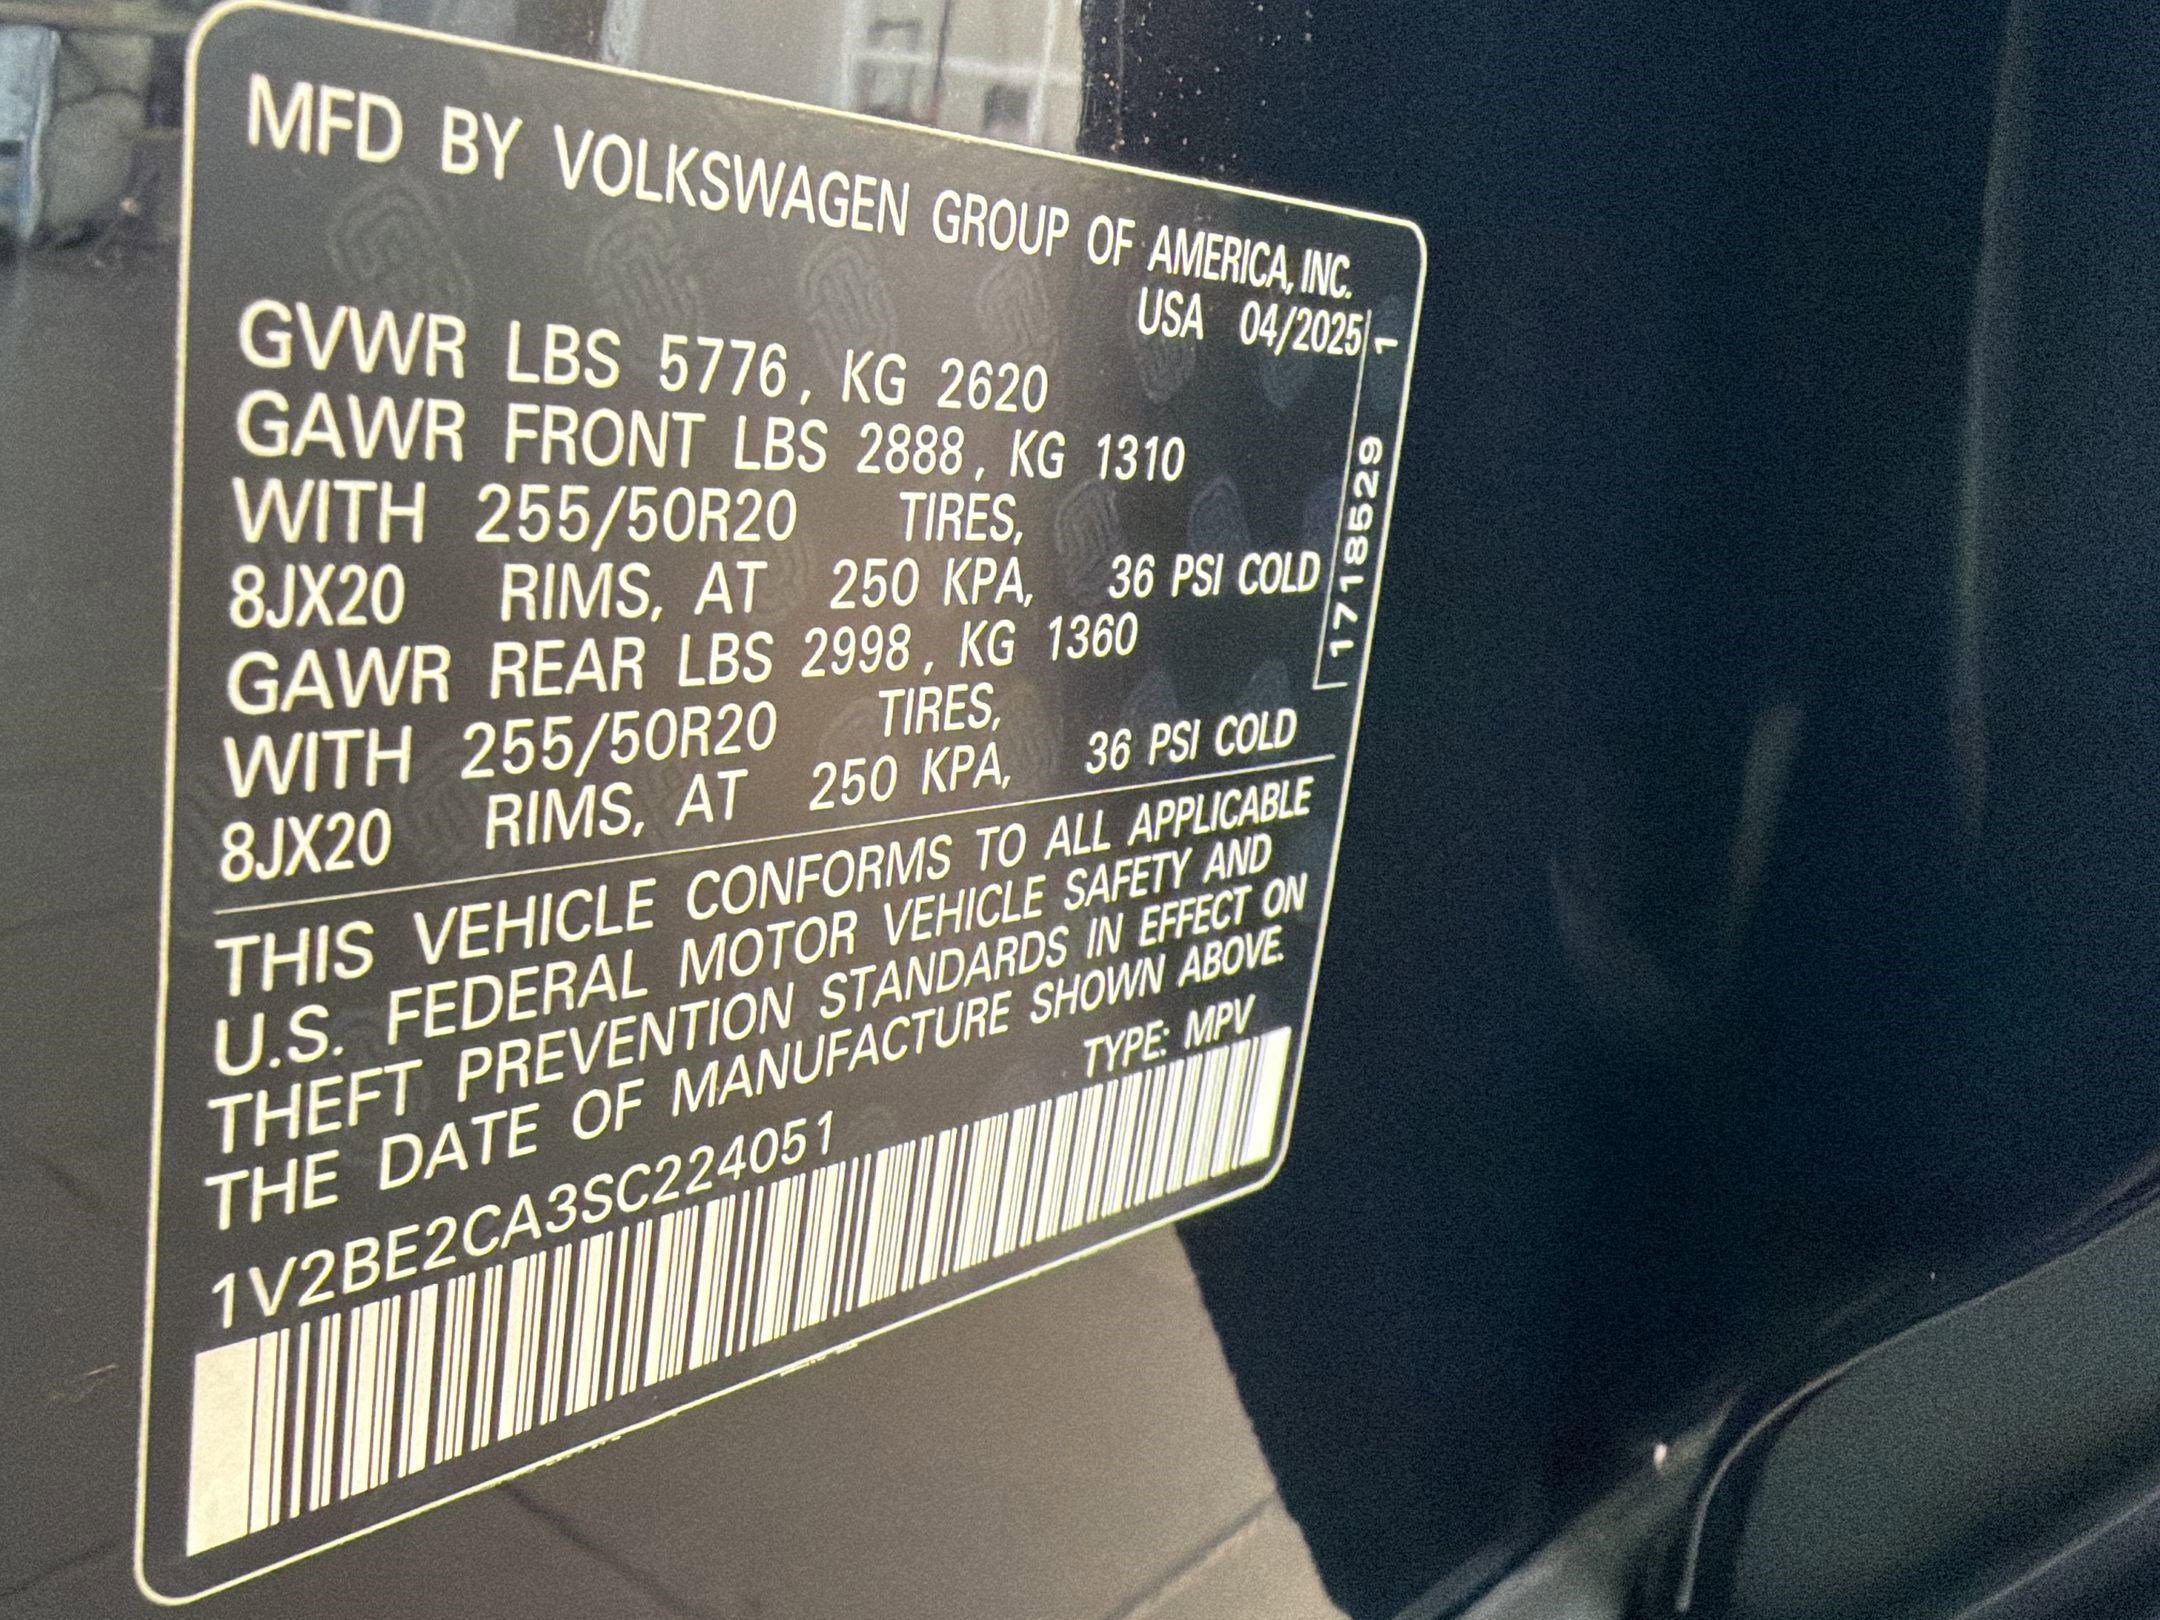 MFD BY VOLKSWAGEN GROUP OF AMERICA, INC.
USA 04/2025
GVWR LBS 5776, KG 2620
GAWR FRONT LBS 2888, KG 1310
WITH 255/50R20 TIRES,
8JX20 RIMS, AT 250 KPA, 36 PSI COLD
GAWR REAR LBS 2998, KG 1360
WITH 255/50R20 TIRES,
8JX20 RIMS, AT 250 KPA, 36 PSI COLD
1718529 1
THIS VEHICLE CONFORMS TO ALL APPLICABLE
U.S. FEDERAL MOTOR VEHICLE SAFETY AND
THEFT PREVENTION STANDARDS IN EFFECT ON
THE DATE OF MANUFACTURE SHOWN ABOVE.
TYPE: MPV
1V2BE2CA3SC224051